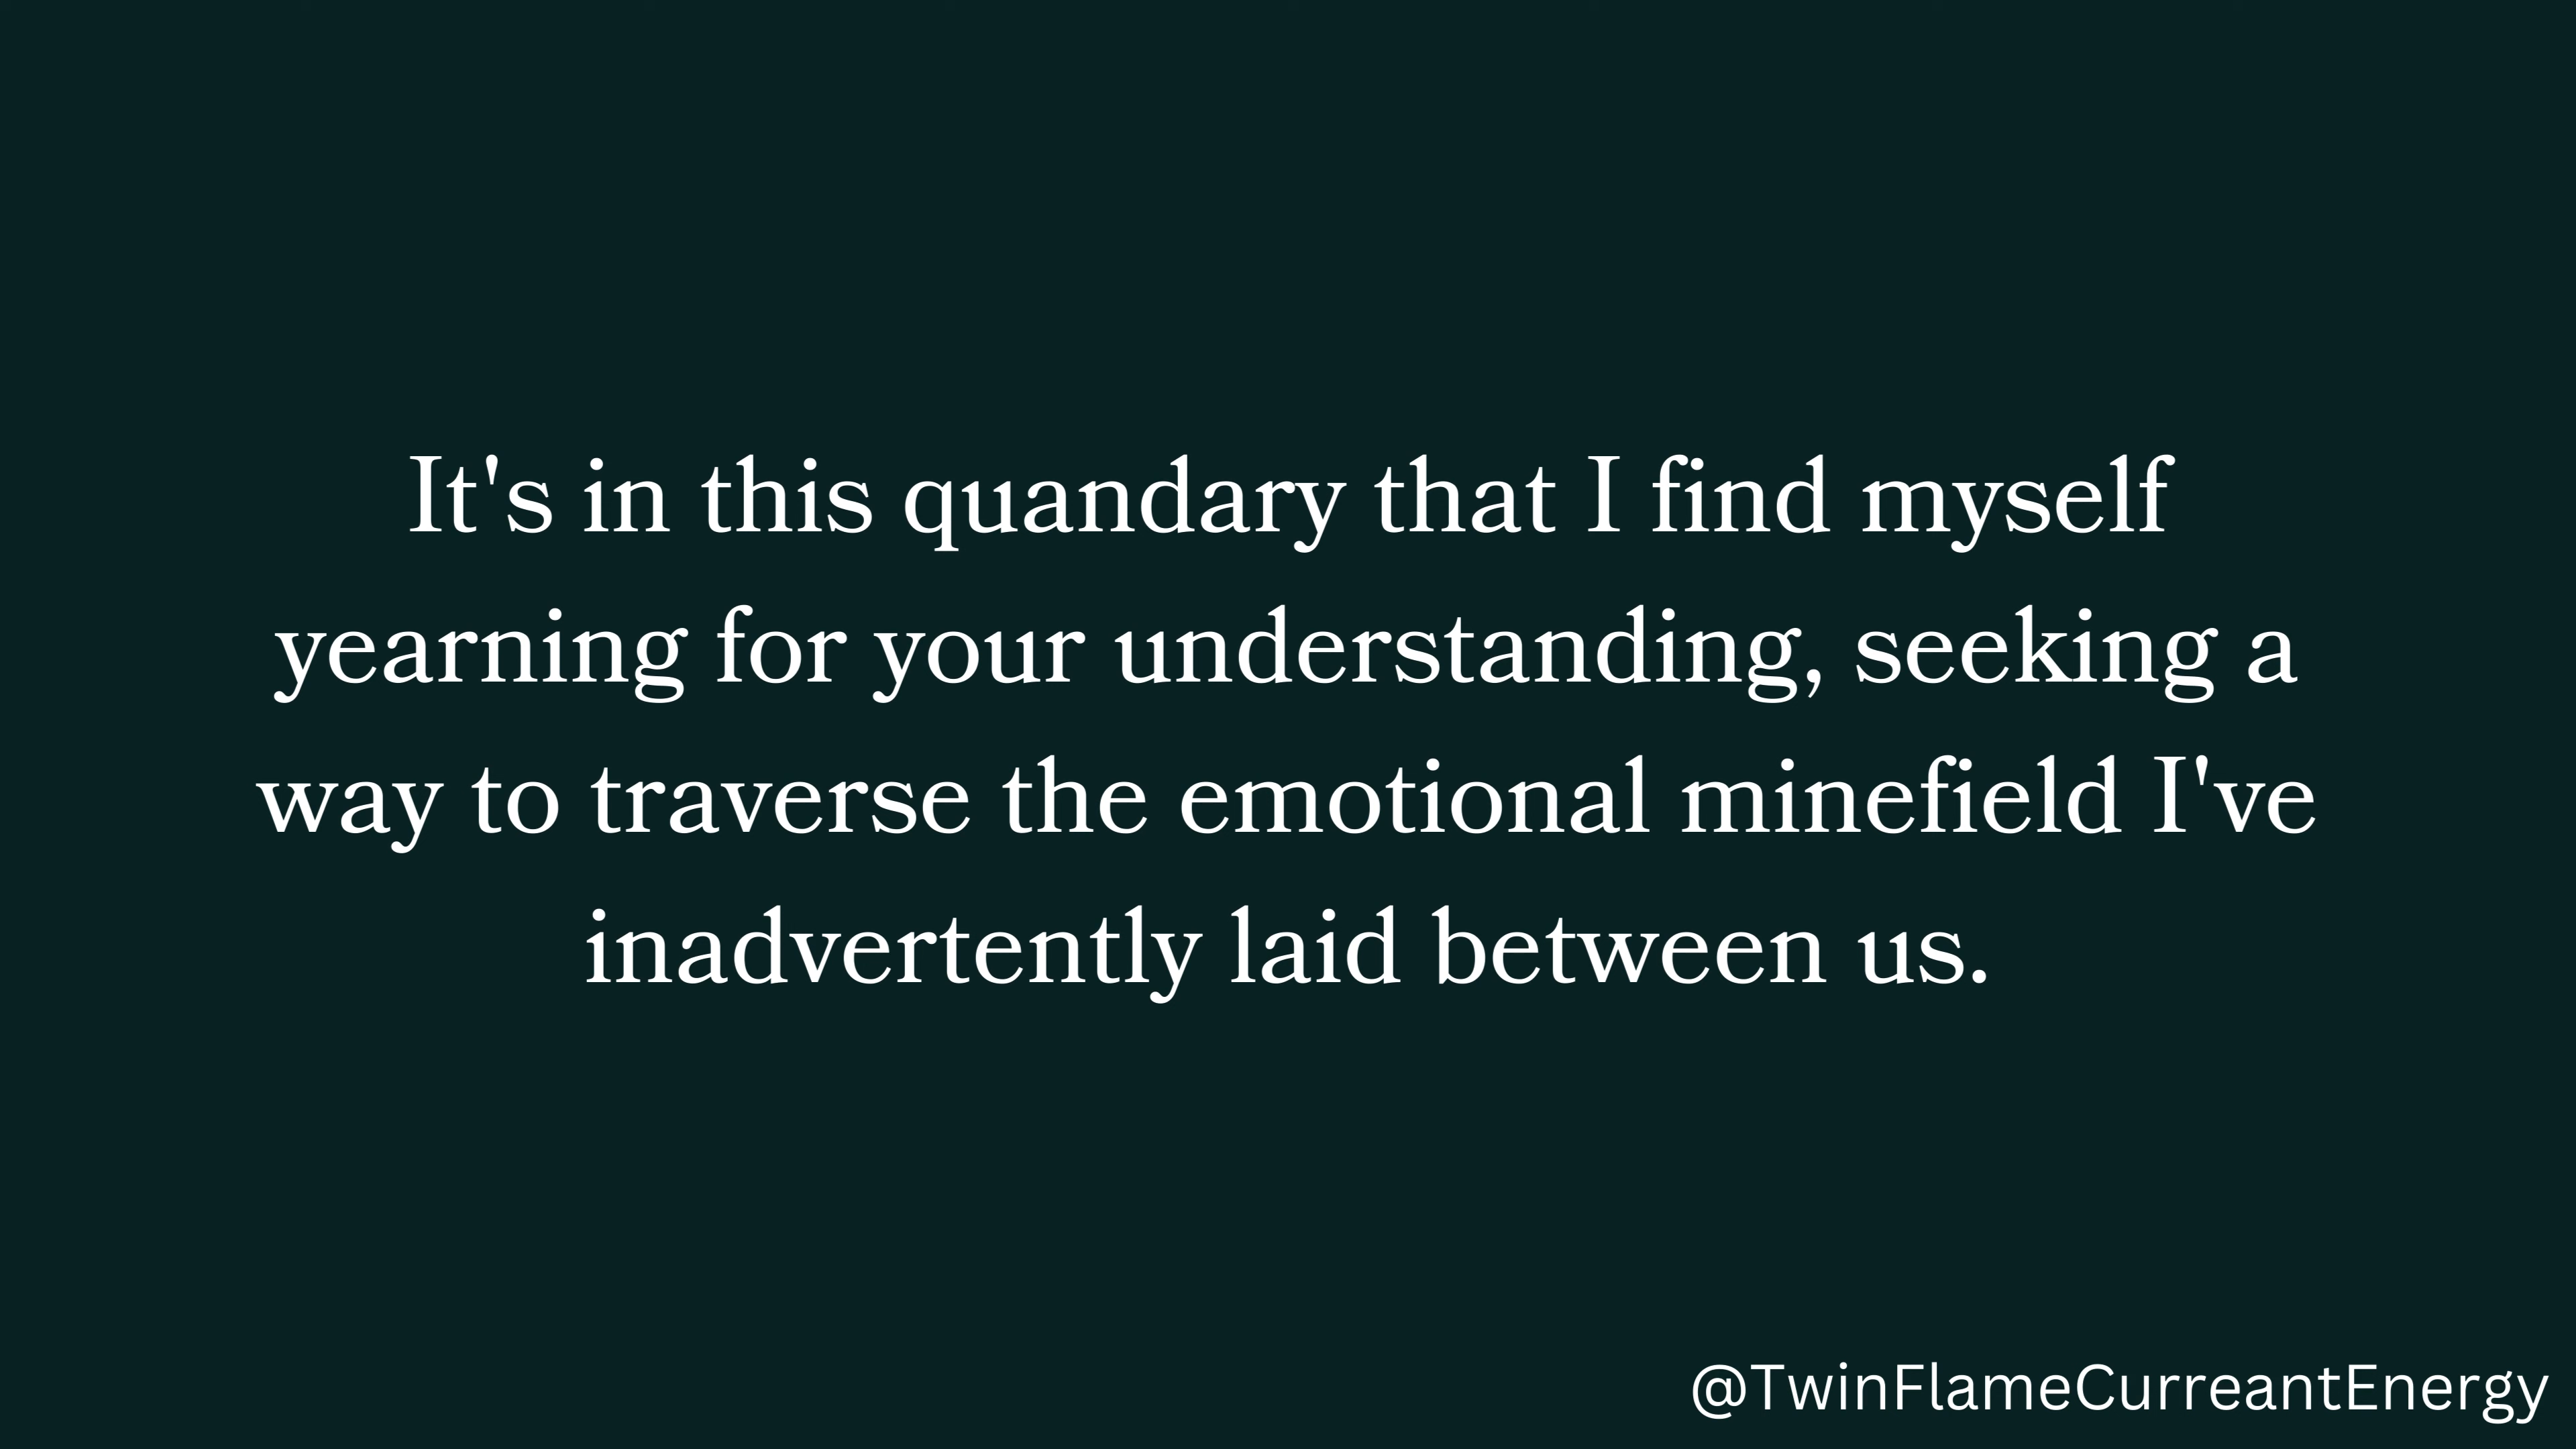 It's in this quandary that I find myself
yearning for your understanding, seeking a
way to traverse the emotional minefield I've
inadvertently laid between us.
@TwinFlameCurreantEnergy